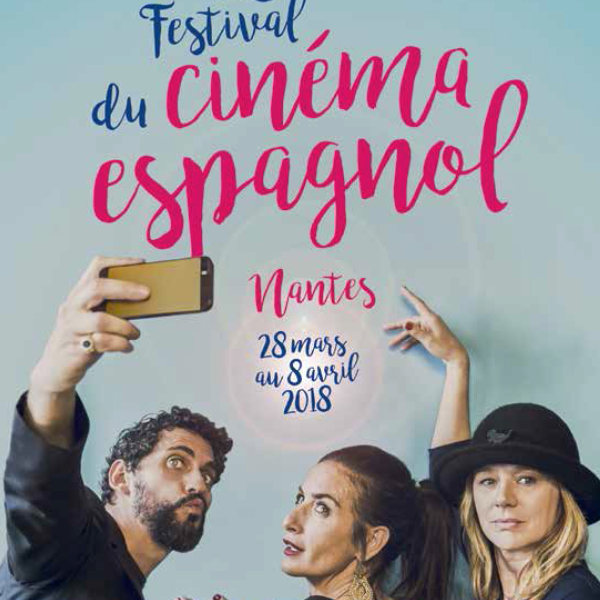 Festival
du cinéma
espagnol
Nantes
28 mars
au 8 avril
2018